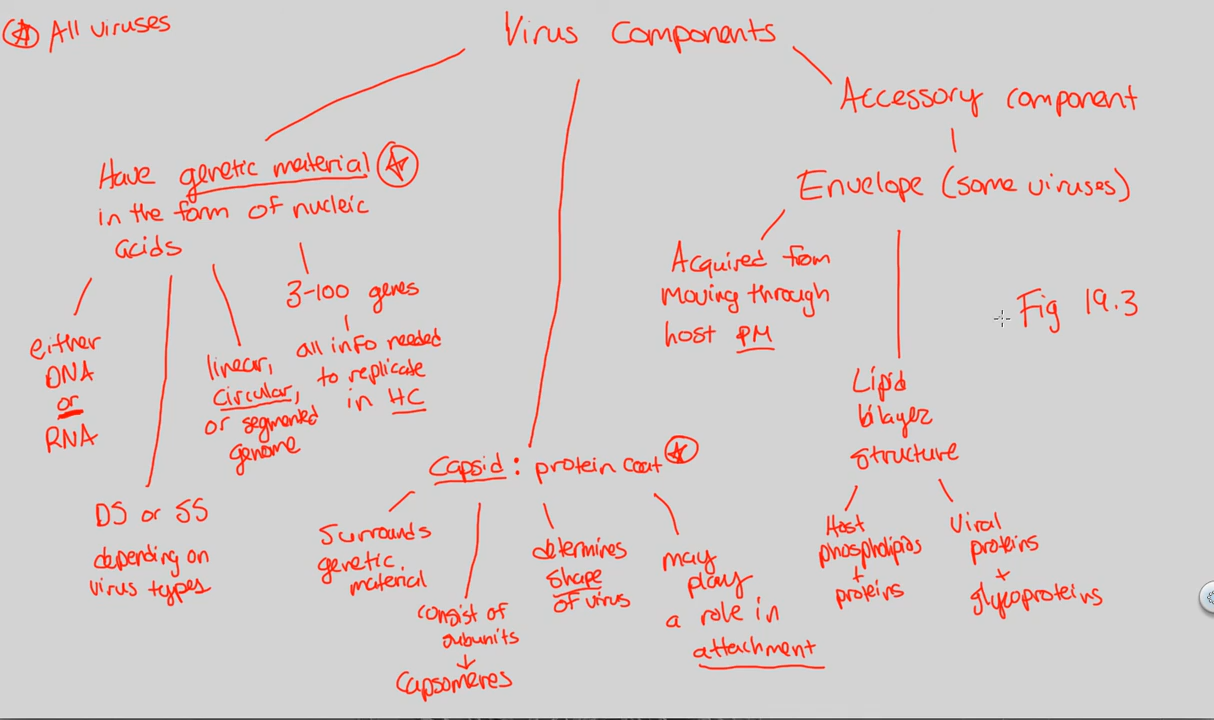 All viruses
Virus Components
Have genetic material
in the form of nucleic
acids
either
DNA
or
RNA
DS or SS
depending on
virus types
linear,
circular,
or segmented
genome
3-100 genes
all info needed
to replicate
in HC
Capsid: protein coat
Surrounds
genetic
material
consist of
subunits
Capsomeres
determines
shape
of virus
may
play
a role in
attachment
Accessory component
Envelope (some viruses)
Acquired from
Moving through
host PM
Lipid
bilayer
structure
Host
phospholipids
+
proteins
Viral
proteins
+
glycoproteins
Fig 19.3